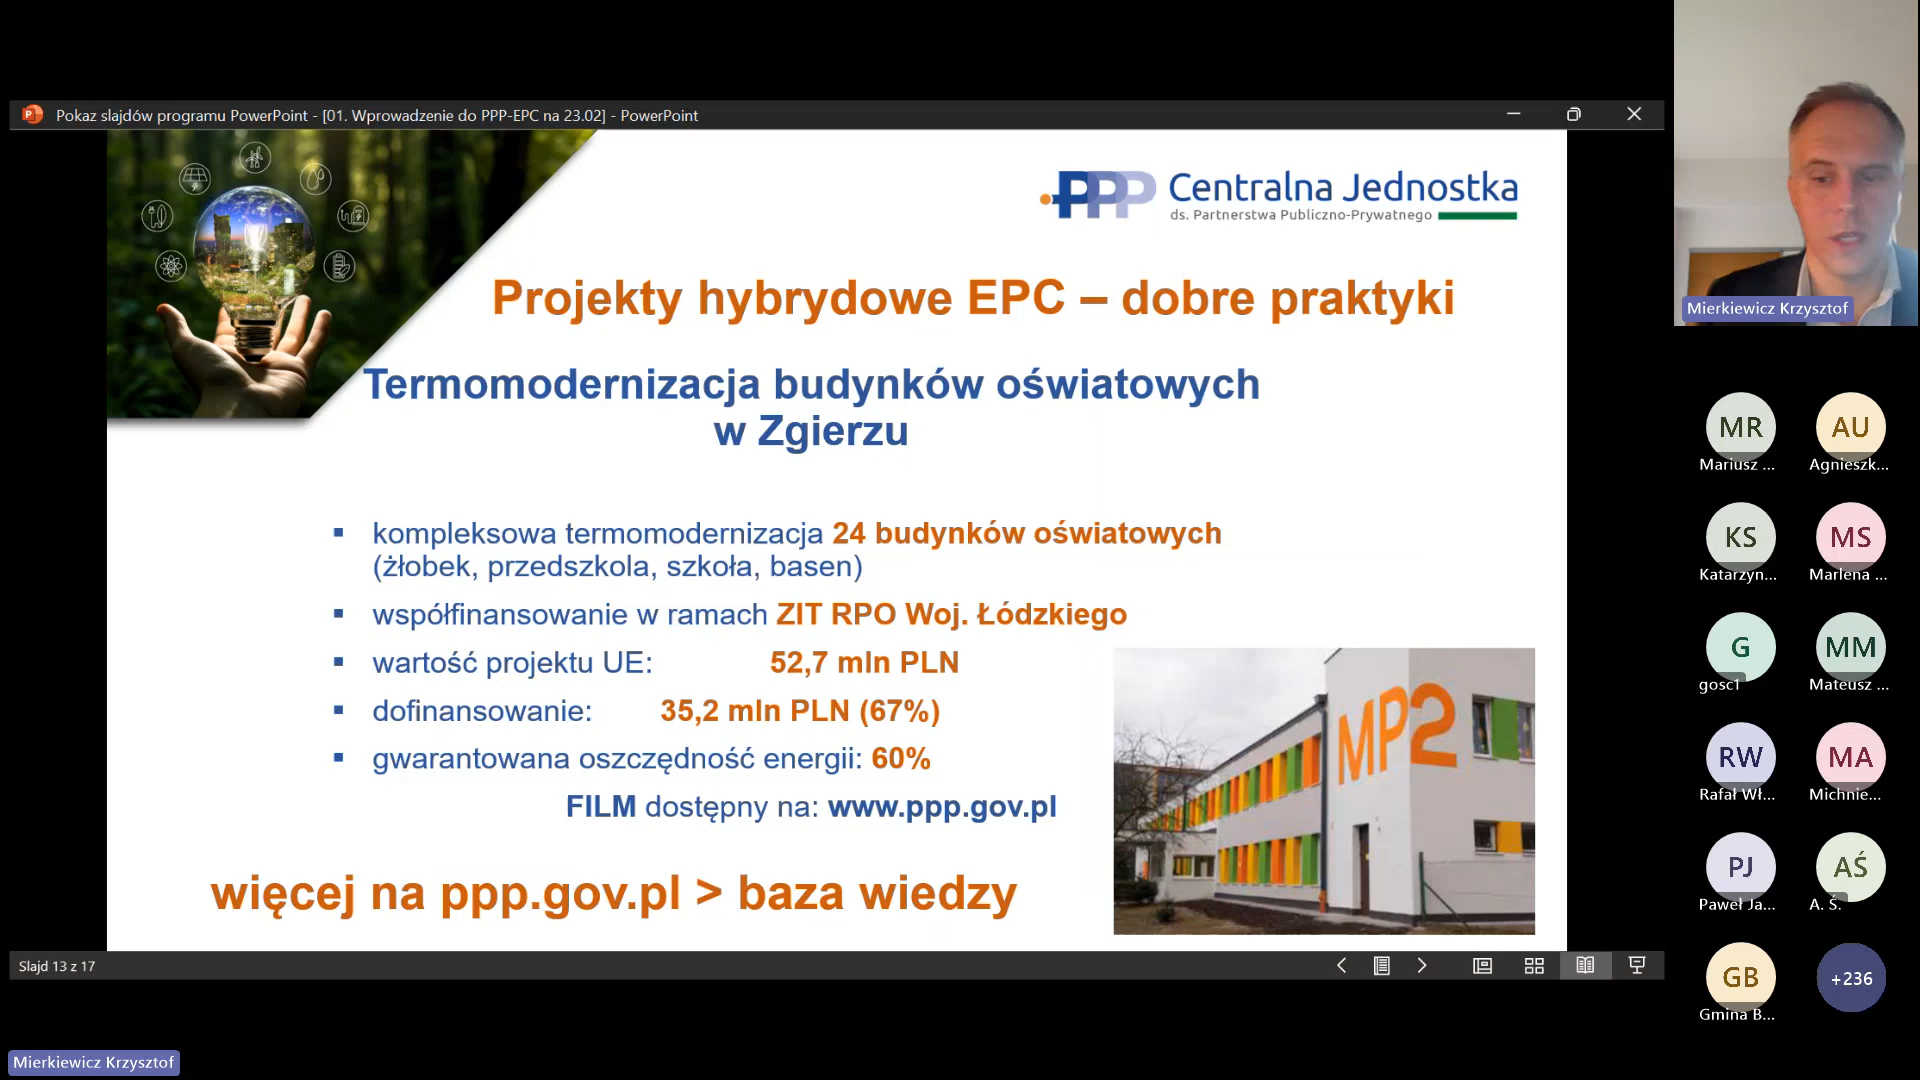 Pokaz slajdów programu PowerPoint - [01. Wprowadzenie do PPP-EPC na 23.02] - PowerPoint
PPP Centralna Jednostka
ds. Partnerstwa Publiczno-Prywatnego
Projekty hybrydowe EPC – dobre praktyki
Termomodernizacja budynków oświatowych
w Zgierzu
▪ kompleksowa termomodernizacja 24 budynków oświatowych
(żłobek, przedszkola, szkoła, basen)
▪ współfinansowanie w ramach ZIT RPO Woj. Łódzkiego
▪ wartość projektu UE: 52,7 mln PLN
▪ dofinansowanie: 35,2 mln PLN (67%)
▪ gwarantowana oszczędność energii: 60%
FILM dostępny na: www.ppp.gov.pl
więcej na ppp.gov.pl > baza wiedzy
MP2
Slajd 13 z 17
Mierkiewicz Krzysztof
Mierkiewicz Krzysztof
MR AU
Mariusz ... Agnieszk...
KS MS
Katarzyn... Marlena ...
G MM
gosc1 Mateusz ...
RW MA
Rafał Wł... Michnie...
PJ AŚ
Paweł Ja... A. Ś.
GB +236
Gmina B...